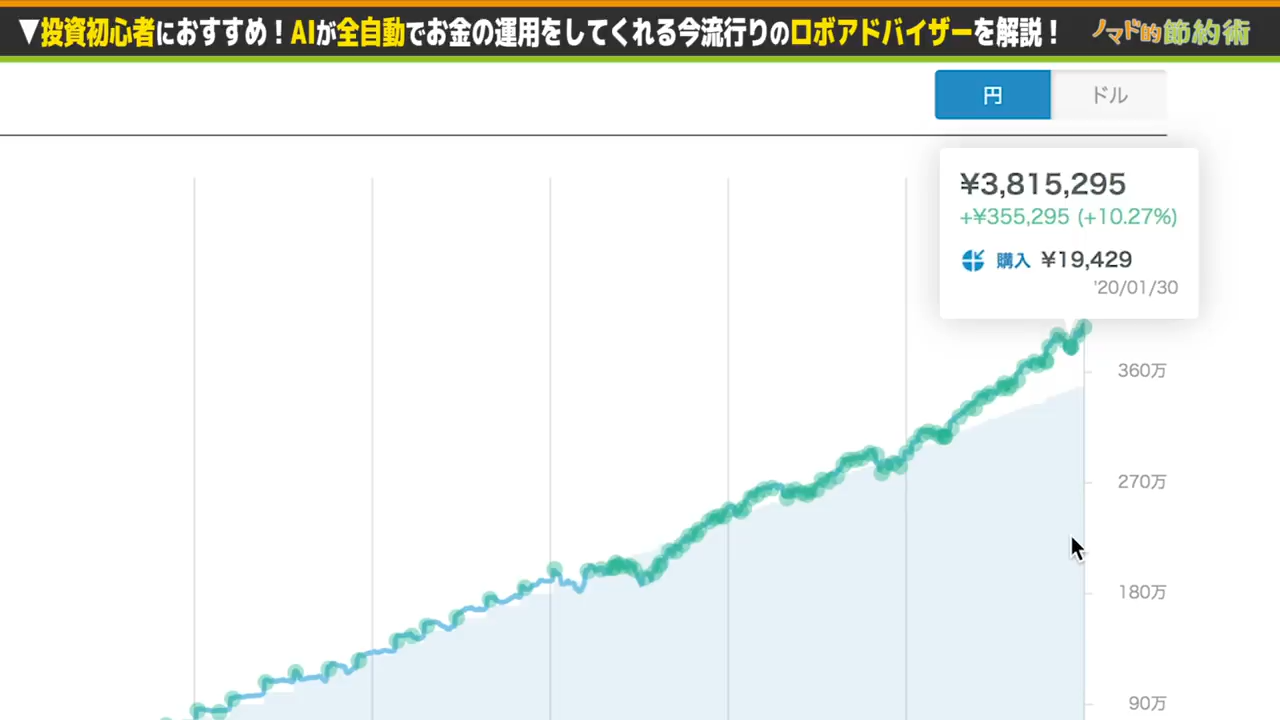 ▼投資初心者におすすめ！AIが全自動でお金の運用をしてくれる今流行りのロボアドバイザーを解説！
ノマド的節約術
円
ドル
¥3,815,295
+¥355,295 (+10.27%)
購入 ¥19,429
'20/01/30
360万
270万
180万
90万